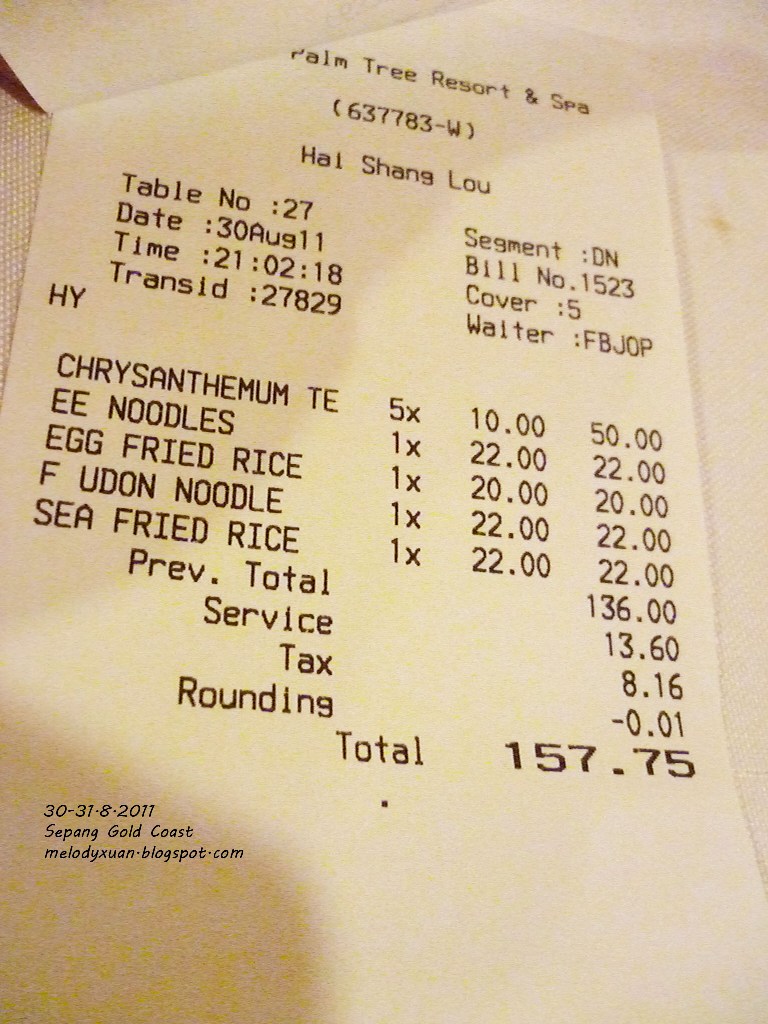 Palm Tree Resort & Spa
(637783-W)
Hai Shang Lou
Table No :27
Date :30Aug11 Segment :DN
Time :21:02:18 Bill No.1523
Transid :27829 Cover :5
HY Waiter :FBJOP
CHRYSANTHEMUM TE 5x 10.00 50.00
EE NOODLES 1x 22.00 22.00
EGG FRIED RICE 1x 20.00 20.00
F UDON NOODLE 1x 22.00 22.00
SEA FRIED RICE 1x 22.00 22.00
Prev. Total 136.00
Service 13.60
Tax 8.16
Rounding -0.01
Total 157.75
30-31·8·2011
Sepang Gold Coast
melodyxuan·blogspot·com